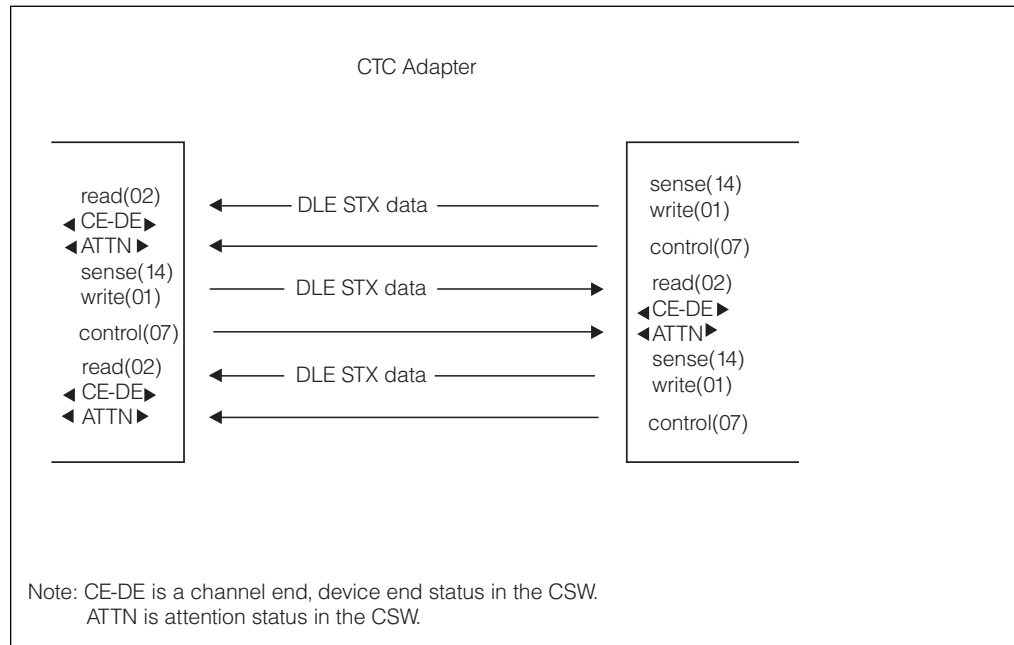 CTC Adapter
read(02)
◄ CE-DE►
◄ATTN ►
sense(14)
write(01)
control(07)
read(02)
◄ CE-DE►
◄ ATTN ►
DLE STX data
DLE STX data
DLE STX data
sense(14)
write(01)
control(07)
read(02)
◄CE-DE►
◄ATTN►
sense(14)
write(01)
control(07)
Note: CE-DE is a channel end, device end status in the CSW.
ATTN is attention status in the CSW.